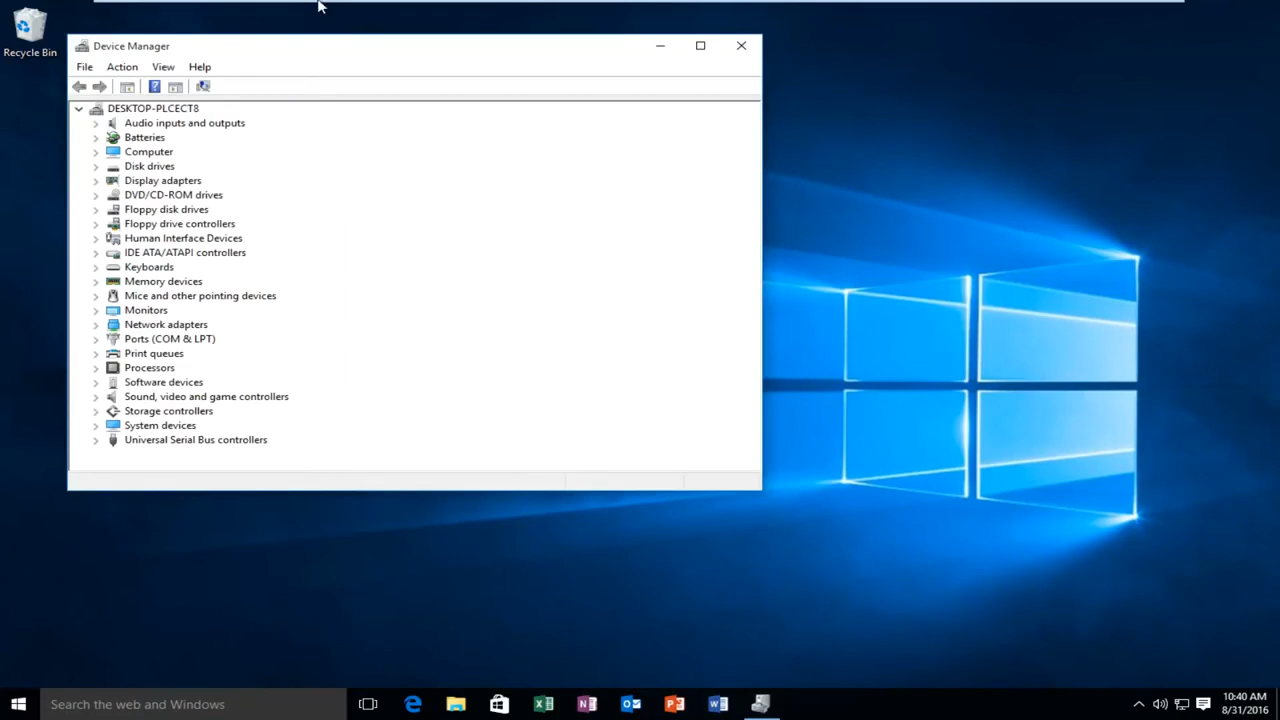 Recycle Bin
Device Manager
File Action View Help
DESKTOP-PLCECT8
Audio inputs and outputs
Batteries
Computer
Disk drives
Display adapters
DVD/CD-ROM drives
Floppy disk drives
Floppy drive controllers
Human Interface Devices
IDE ATA/ATAPI controllers
Keyboards
Memory devices
Mice and other pointing devices
Monitors
Network adapters
Ports (COM & LPT)
Print queues
Processors
Software devices
Sound, video and game controllers
Storage controllers
System devices
Universal Serial Bus controllers
Search the web and Windows
10:40 AM
8/31/2016